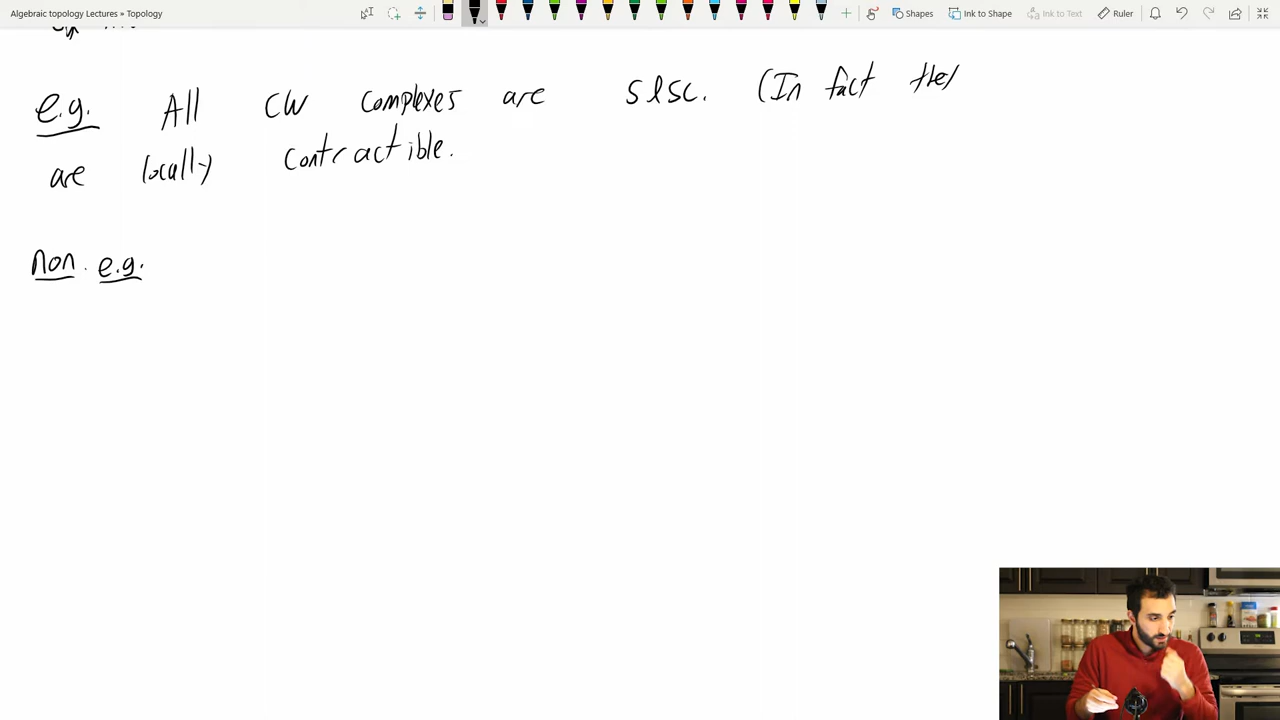 Algebraic topology Lectures » Topology
Shapes
Ink to Shape
Ink to Text
Ruler
e.g. All CW complexes are slsc. (In fact they
are locally contractible.
non. e.g.